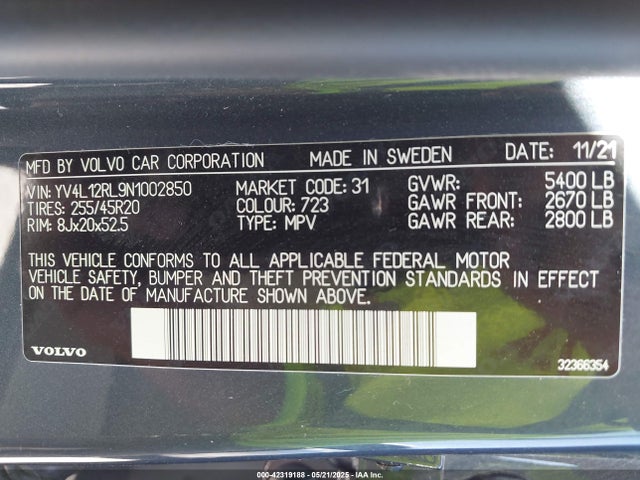 MFD BY VOLVO CAR CORPORATION MADE IN SWEDEN DATE: 11/21
VIN: YV4L12RL9N1002850 MARKET CODE: 31 GVWR: 5400 LB
TIRES: 255/45R20 COLOUR: 723 GAWR FRONT: 2670 LB
RIM: 8Jx20x52.5 TYPE: MPV GAWR REAR: 2800 LB
THIS VEHICLE CONFORMS TO ALL APPLICABLE FEDERAL MOTOR
VEHICLE SAFETY, BUMPER AND THEFT PREVENTION STANDARDS IN EFFECT
ON THE DATE OF MANUFACTURE SHOWN ABOVE.
VOLVO 32366354
000-42319188 - 05/21/2025 - IAAI.COM